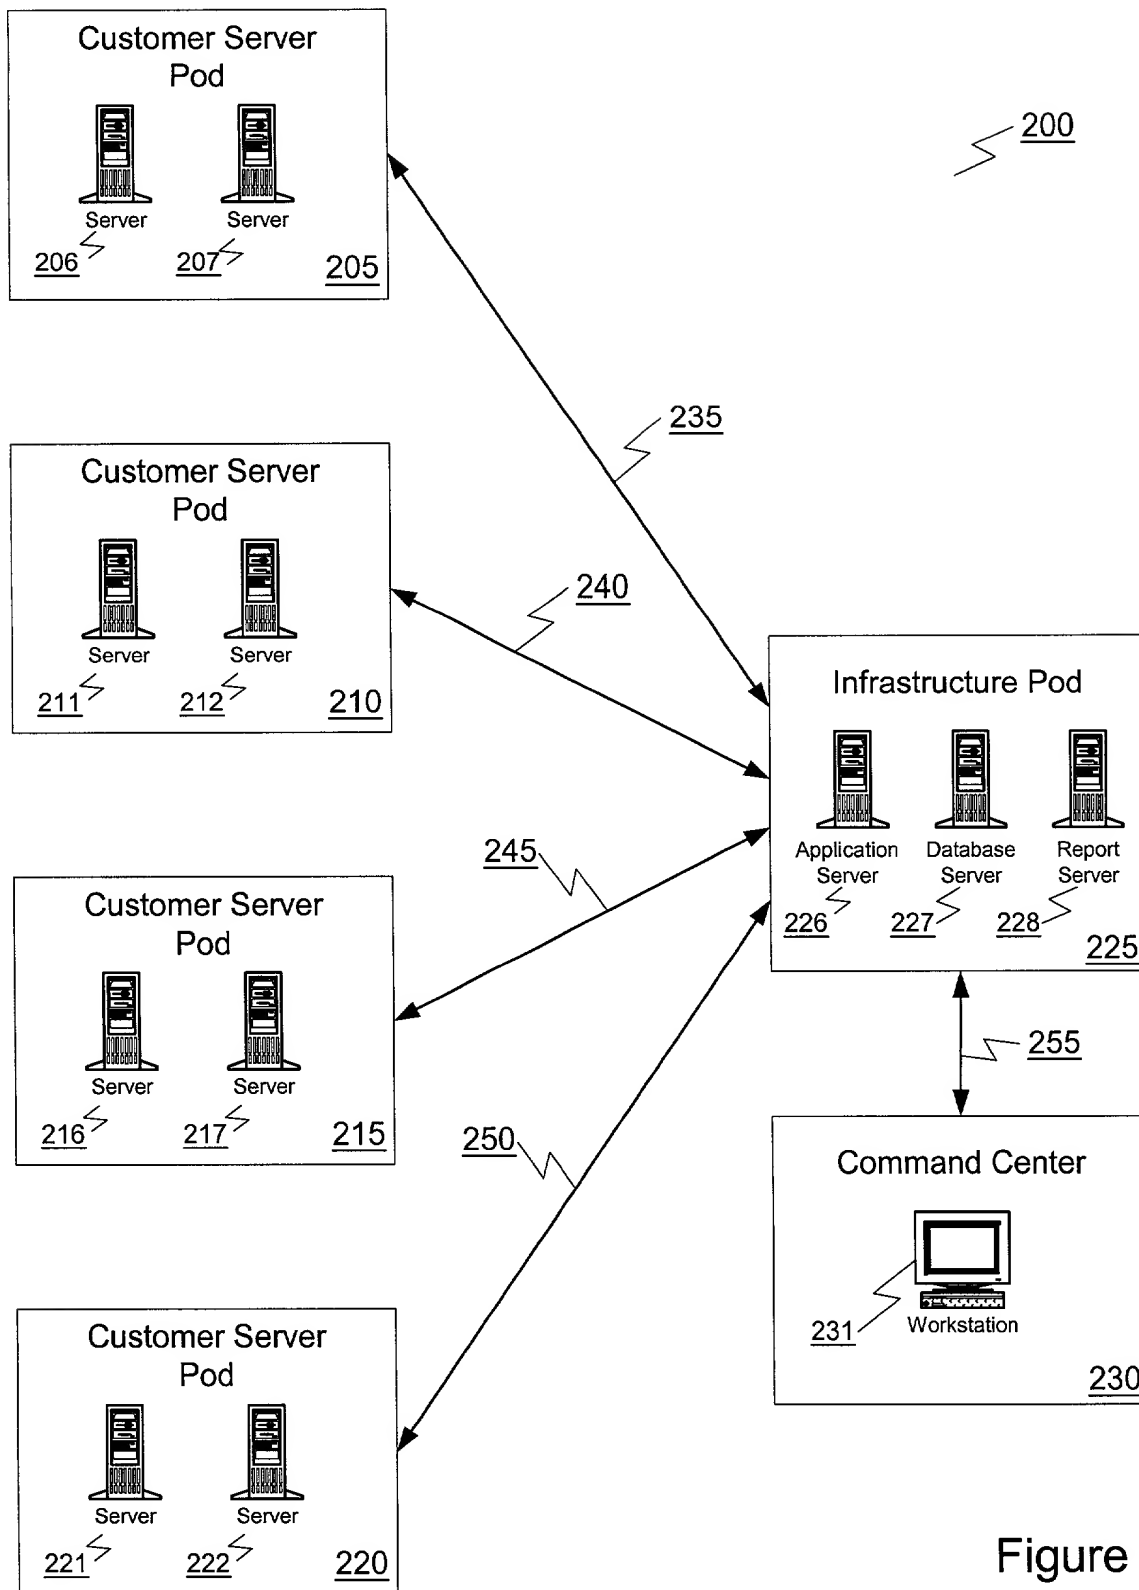 Customer Server
Pod
Server
Server
206
207
205
200
235
Customer Server
Pod
Server
Server
211
212
210
240
Infrastructure Pod
Application
Server
Database
Server
Report
Server
226
227
228
225
245
Customer Server
Pod
Server
Server
216
217
215
255
250
Command Center
231
Workstation
230
Customer Server
Pod
Server
Server
221
222
220
Figure